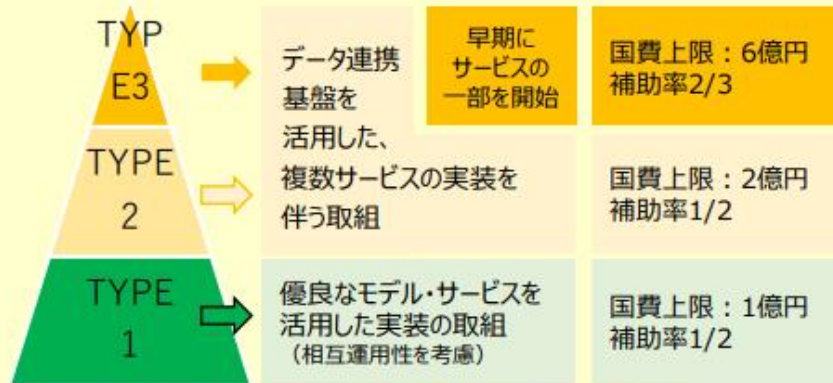 TYP
E3
データ連携
基盤を
活用した、
複数サービスの実装を
伴う取組
早期に
サービスの
一部を開始
国費上限：6億円
補助率2/3
TYPE
2
国費上限：2億円
補助率1/2
TYPE
1
優良なモデル・サービスを
活用した実装の取組
（相互運用性を考慮）
国費上限：1億円
補助率1/2